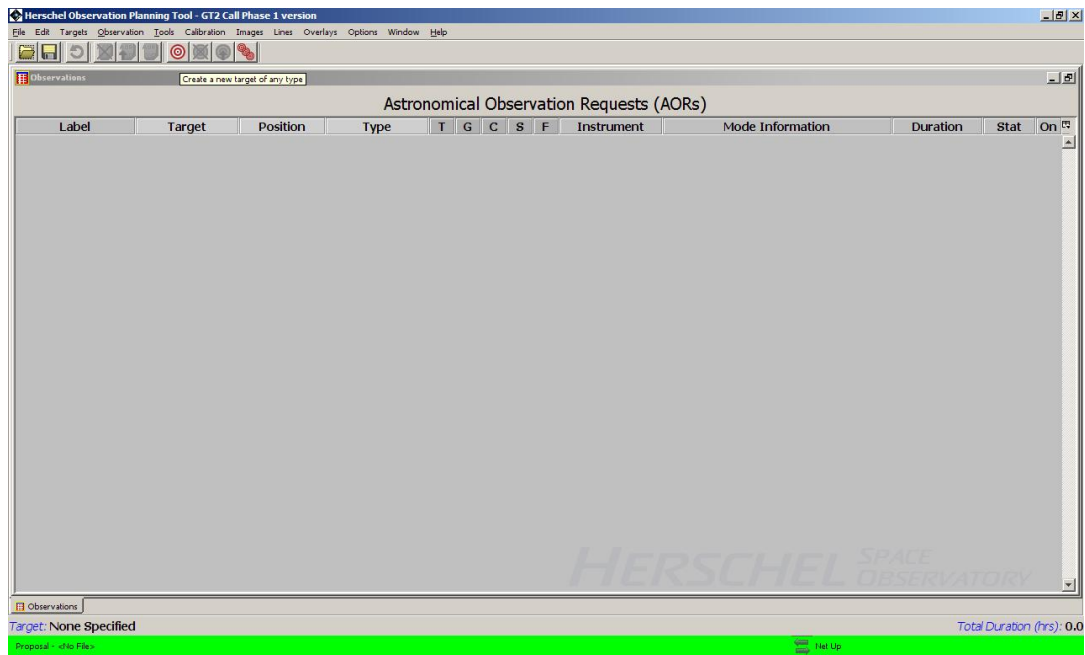 Herschel Observation Planning Tool - GT2 Call Phase 1 version
File Edit Targets Observation Tools Calibration Images Lines Overlays Options Window Help
Observations
Create a new target of any type
Astronomical Observation Requests (AORs)
Label Target Position Type T G C S F Instrument Mode Information Duration Stat On
HERSCHEL SPACE OBSERVATORY
Observations
Target: None Specified Total Duration (hrs): 0.0
Proposal - <No File> Net Up